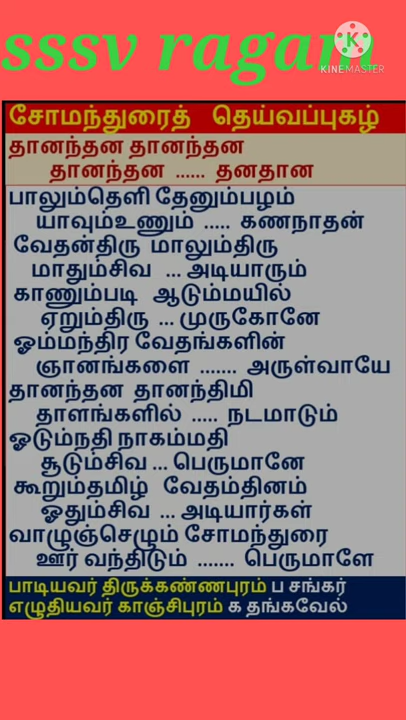 sssv ragam
KINEMASTER
சோமந்துரைத் தெய்வப்புகழ்
தானந்தன தானந்தன
தானந்தன ...... தனதான
பாலும்தெளி தேனும்பழம்
யாவும்உணும் ..... கணநாதன்
வேதன்திரு மாலும்திரு
மாதும்சிவ ... அடியாரும்
காணும்படி ஆடும்மயில்
ஏறும்திரு ... முருகோனே
ஓம்மந்திர வேதங்களின்
ஞானங்களை ....... அருள்வாயே
தானந்தன தானந்திமி
தாளங்களில் ..... நடமாடும்
ஓடும்நதி நாகம்மதி
சூடும்சிவ ... பெருமானே
கூறும்தமிழ் வேதம்தினம்
ஓதும்சிவ ... அடியார்கள்
வாழுஞ்செழும் சோமந்துரை
ஊர் வந்திடும் ....... பெருமாளே
பாடியவர் திருக்கண்ணபுரம் ப சங்கர்
எழுதியவர் காஞ்சிபுரம் க தங்கவேல்